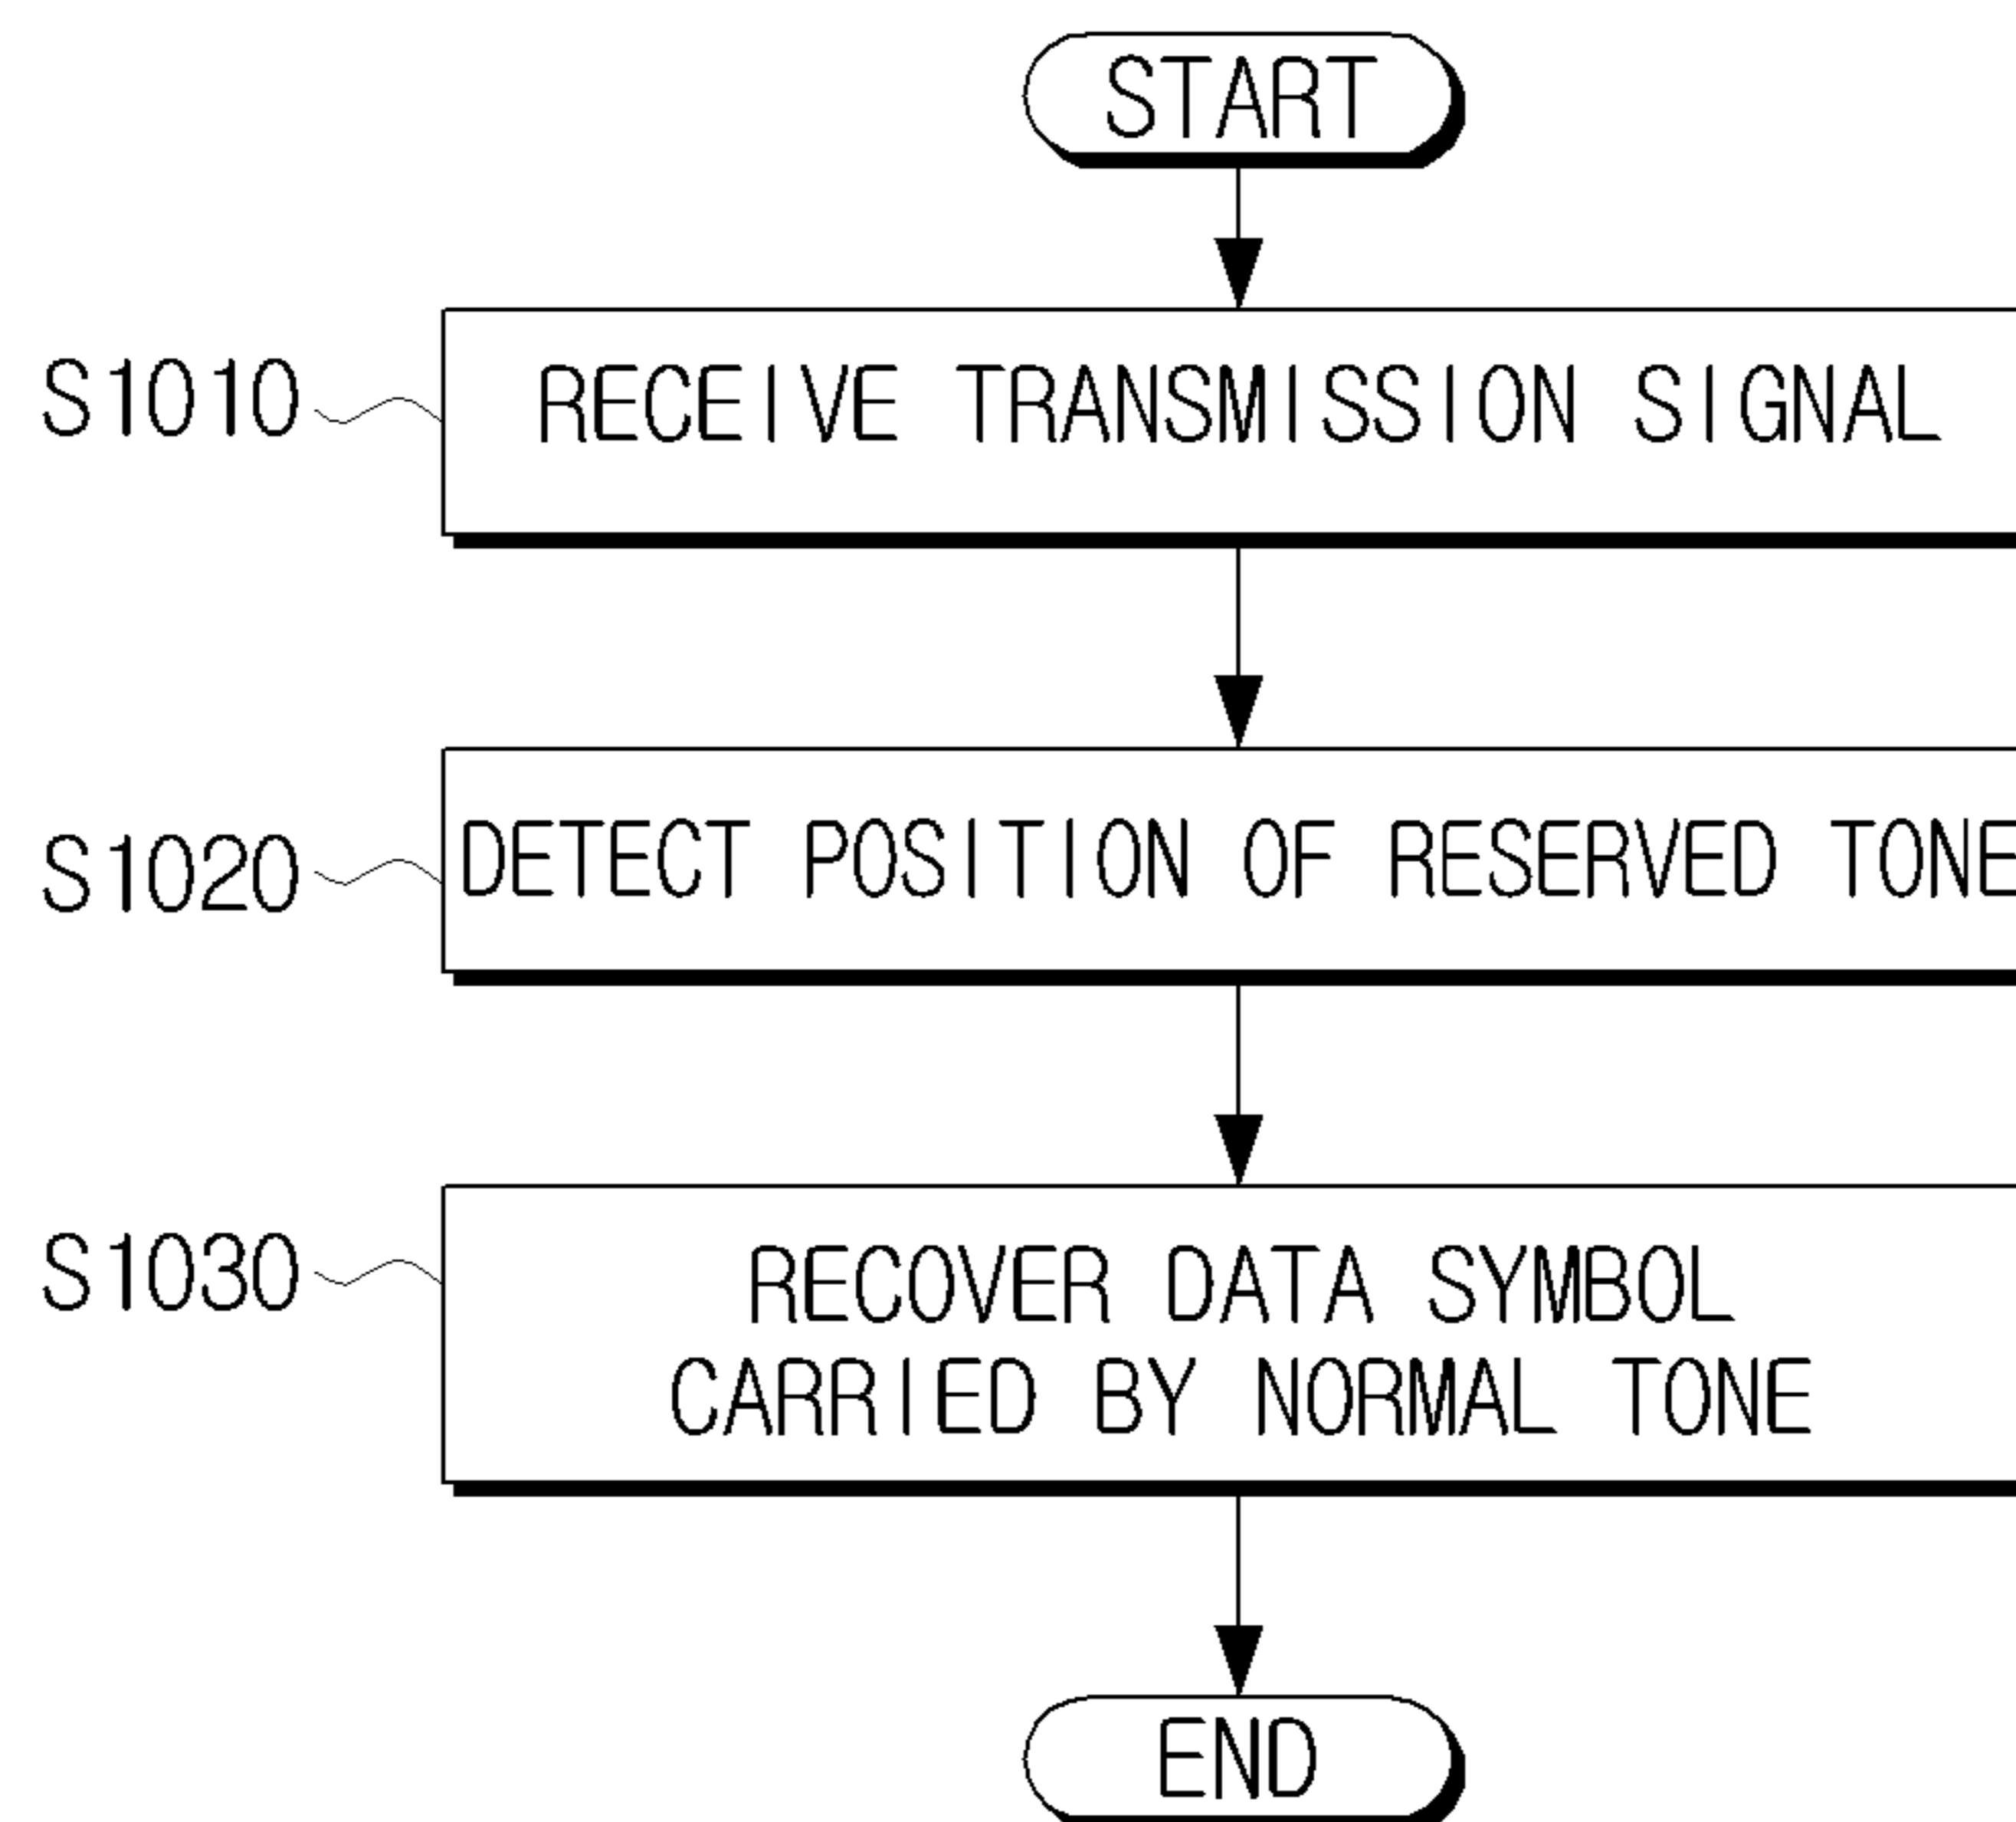 START
S1010
RECEIVE TRANSMISSION SIGNAL
S1020
DETECT POSITION OF RESERVED TONE
S1030
RECOVER DATA SYMBOL
CARRIED BY NORMAL TONE
END